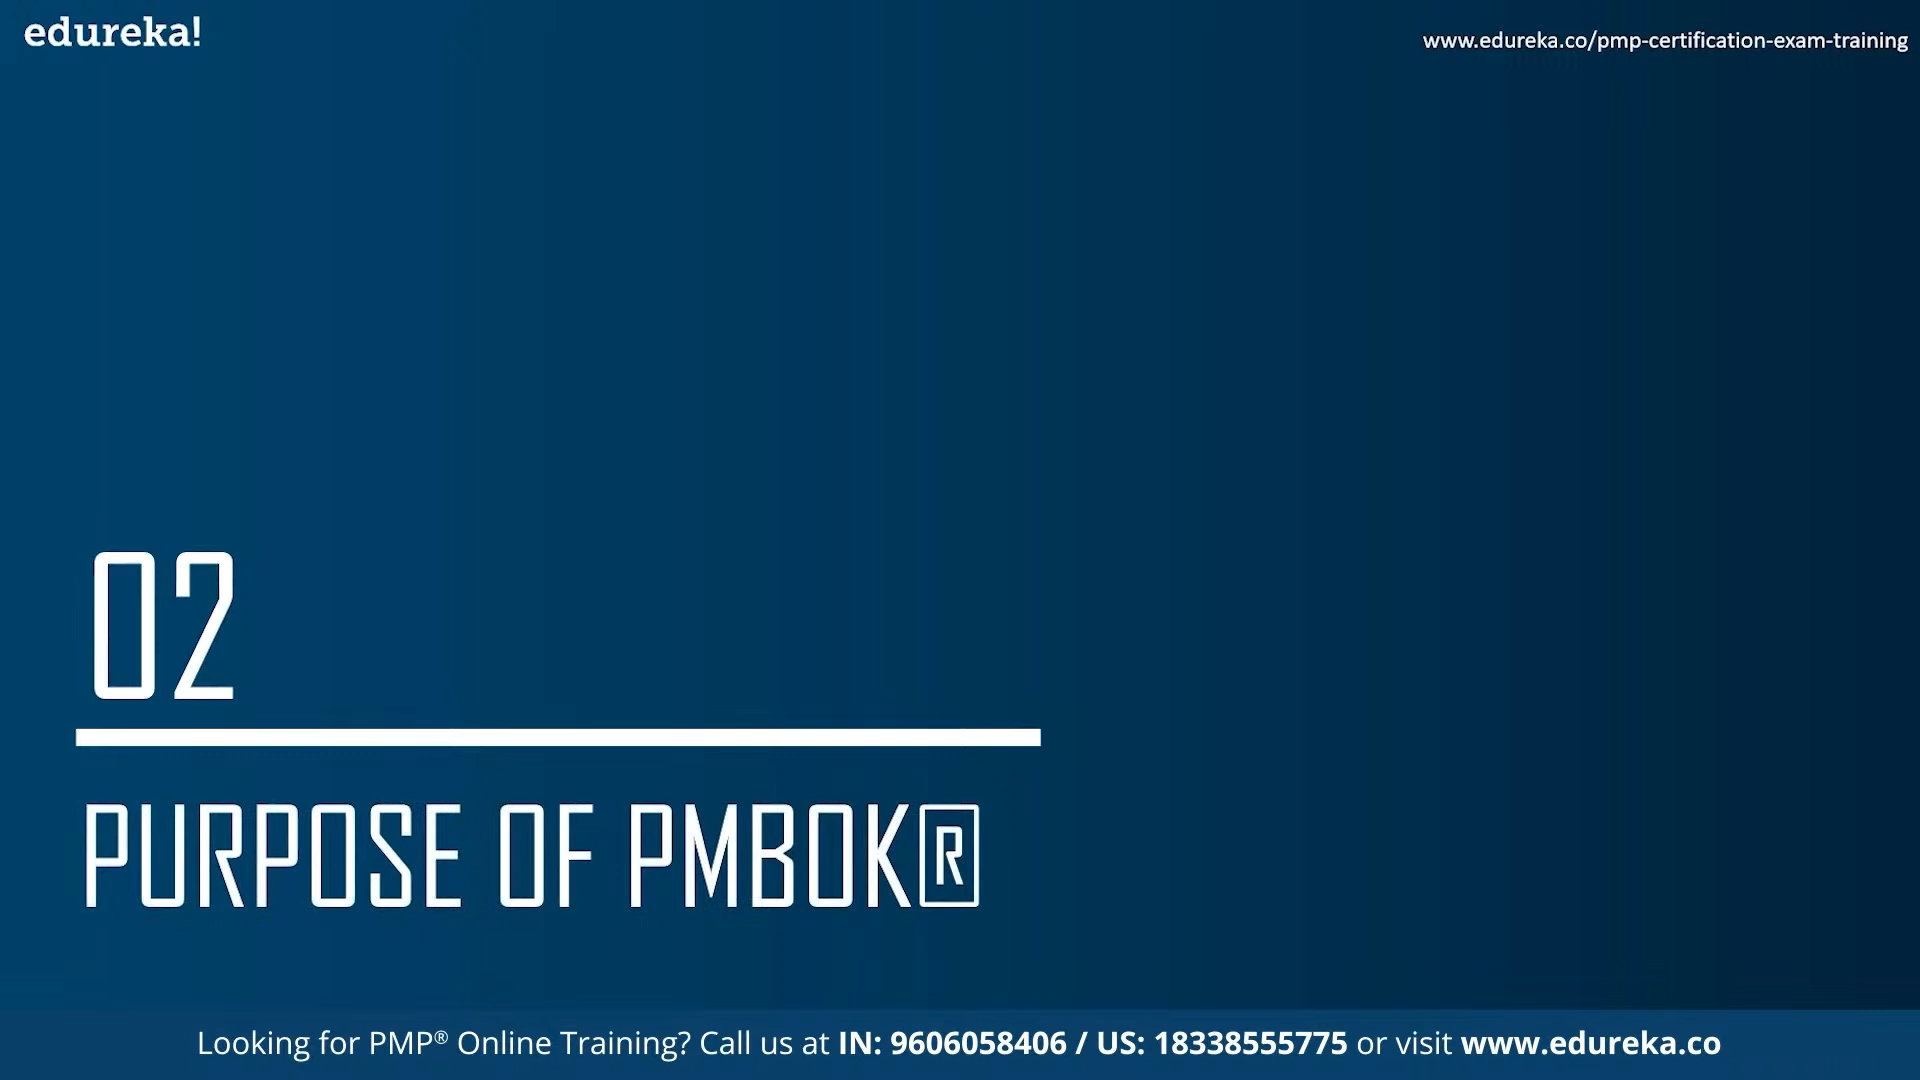 edureka!
www.edureka.co/pmp-certification-exam-training
02
PURPOSE OF PMBOK®
Looking for PMP® Online Training? Call us at IN: 9606058406 / US: 18338555775 or visit www.edureka.co